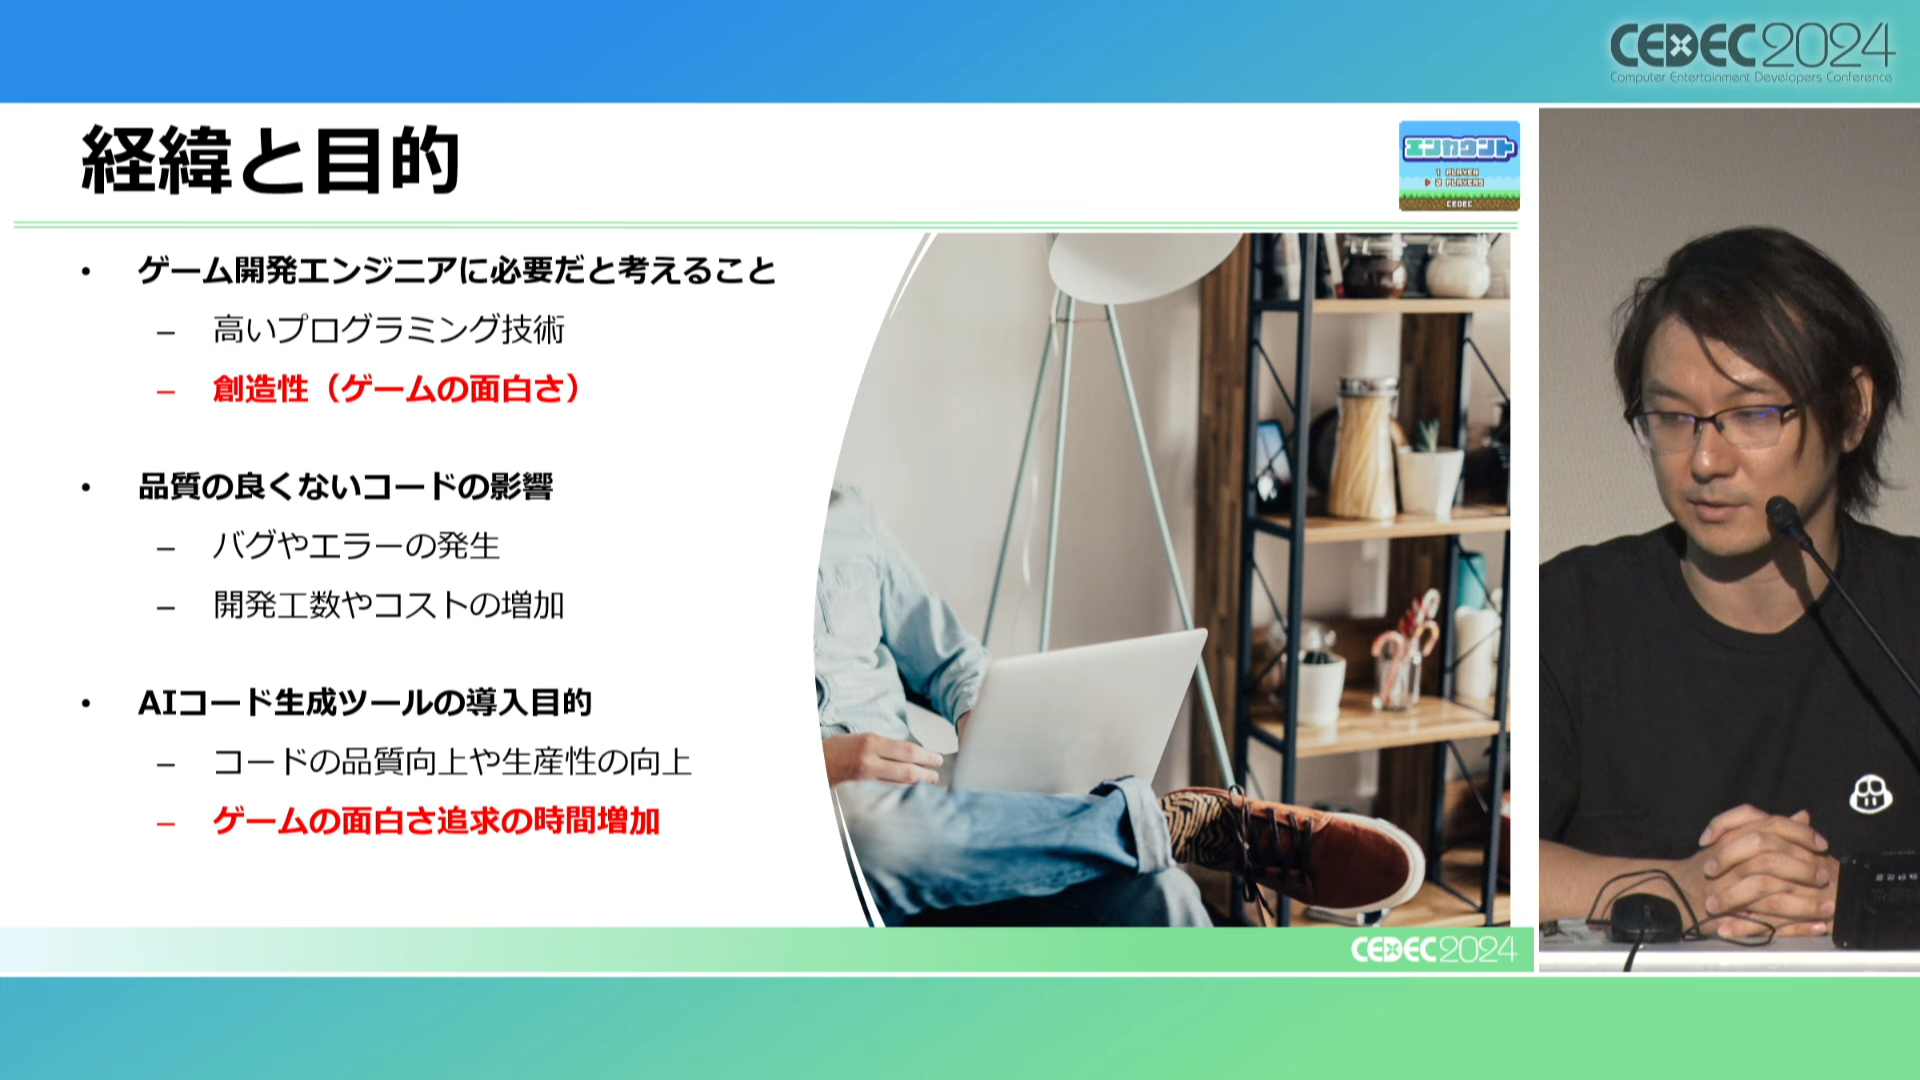 CEDEC2024
Computer Entertainment Developers Conference
経緯と目的
エンカウント
1 PLAYER
2 PLAYERS
CEDEC
• ゲーム開発エンジニアに必要だと考えること
– 高いプログラミング技術
– 創造性（ゲームの面白さ）
• 品質の良くないコードの影響
– バグやエラーの発生
– 開発工数やコストの増加
• AIコード生成ツールの導入目的
– コードの品質向上や生産性の向上
– ゲームの面白さ追求の時間増加
CEDEC2024